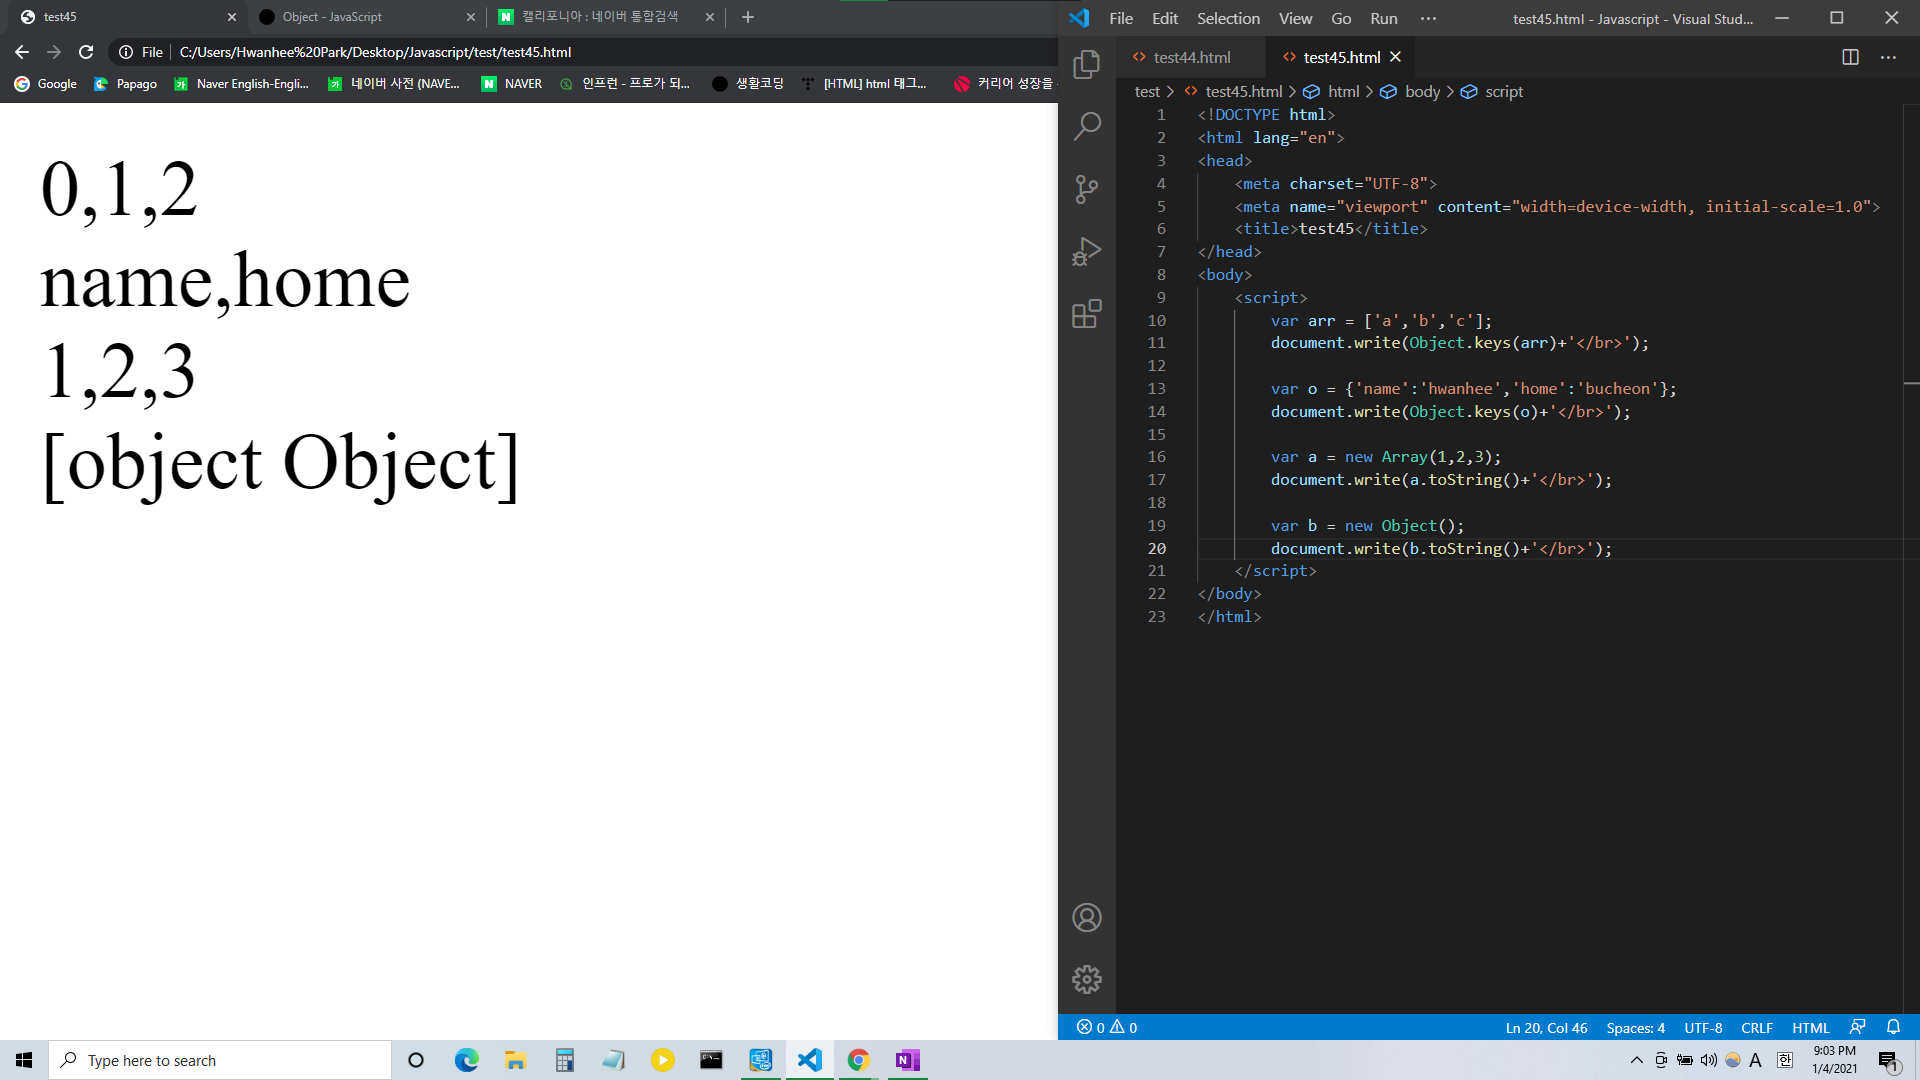 test45
Object - JavaScript
캘리포니아 : 네이버 통합검색
File
C:/Users/Hwanhee%20Park/Desktop/Javascript/test/test45.html
Google
Papago
Naver English-Engli...
네이버 사전 (NAVE...
NAVER
인프런 - 프로가 되...
생활코딩
[HTML] html 태그...
커리어 성장을
0,1,2
name,home
1,2,3
[object Object]
File Edit Selection View Go Run ···
test45.html - Javascript - Visual Stud...
test44.html
test45.html
test > test45.html > html > body > script
1 <!DOCTYPE html>
2 <html lang="en">
3 <head>
4 <meta charset="UTF-8">
5 <meta name="viewport" content="width=device-width, initial-scale=1.0">
6 <title>test45</title>
7 </head>
8 <body>
9 <script>
10 var arr = ['a','b','c'];
11 document.write(Object.keys(arr)+'</br>');
12
13 var o = {'name':'hwanhee','home':'bucheon'};
14 document.write(Object.keys(o)+'</br>');
15
16 var a = new Array(1,2,3);
17 document.write(a.toString()+'</br>');
18
19 var b = new Object();
20 document.write(b.toString()+'</br>');
21 </script>
22 </body>
23 </html>
0 0
Ln 20, Col 46
Spaces: 4
UTF-8
CRLF
HTML
Type here to search
A
한
9:03 PM
1/4/2021
1